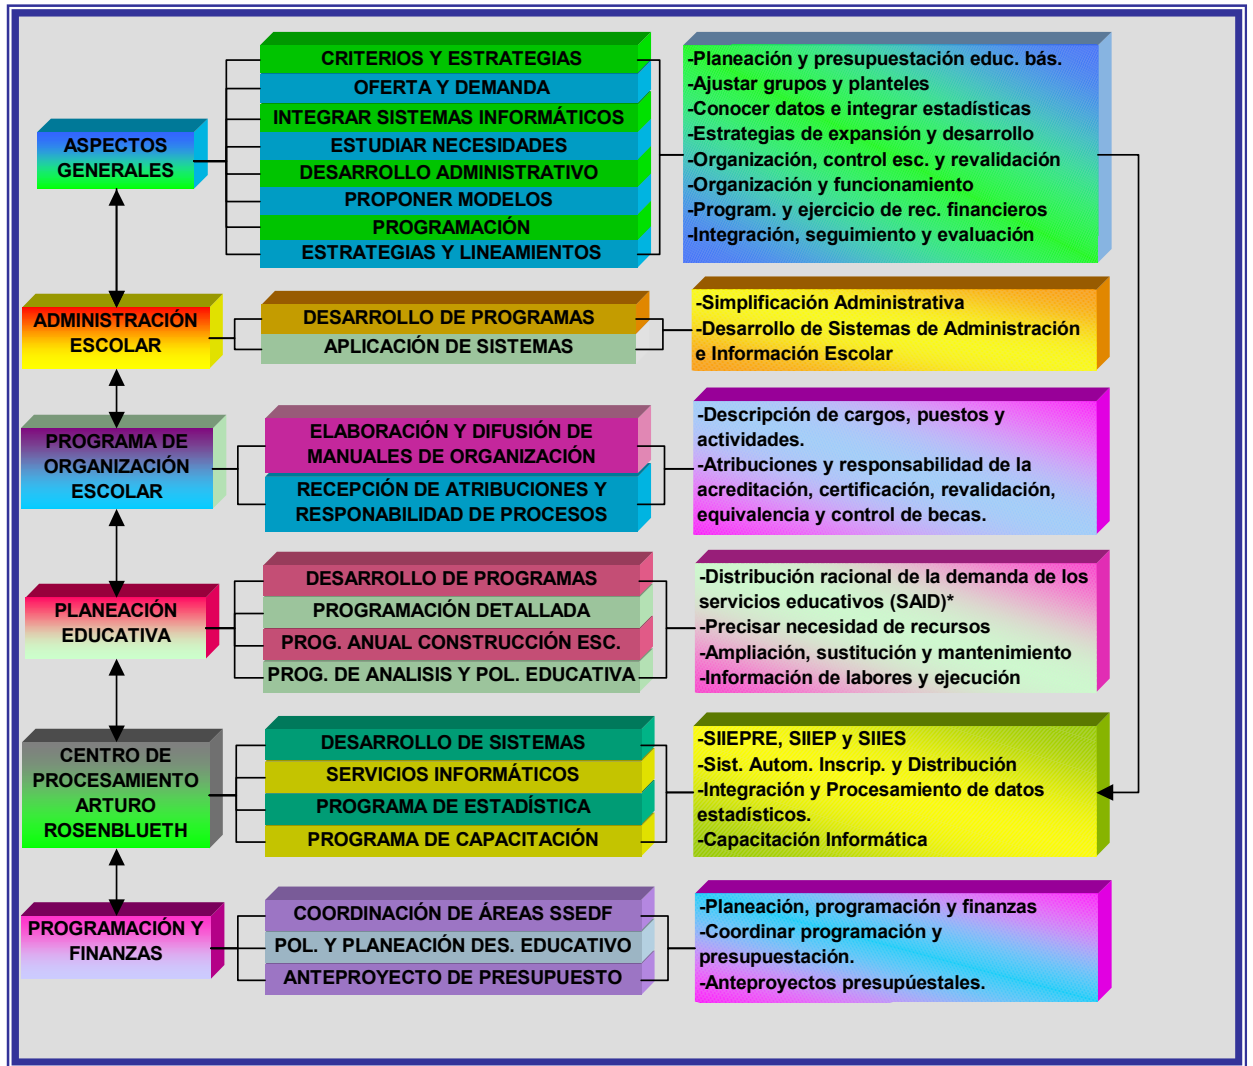 ASPECTOS
GENERALES
CRITERIOS Y ESTRATEGIAS
OFERTA Y DEMANDA
INTEGRAR SISTEMAS INFORMÁTICOS
ESTUDIAR NECESIDADES
DESARROLLO ADMINISTRATIVO
PROPONER MODELOS
PROGRAMACIÓN
ESTRATEGIAS Y LINEAMIENTOS
-Planeación y presupuestación educ. bás.
-Ajustar grupos y planteles
-Conocer datos e integrar estadísticas
-Estrategias de expansión y desarrollo
-Organización, control esc. y revalidación
-Organización y funcionamiento
-Program. y ejercicio de rec. financieros
-Integración, seguimiento y evaluación
ADMINISTRACIÓN
ESCOLAR
DESARROLLO DE PROGRAMAS
APLICACIÓN DE SISTEMAS
-Simplificación Administrativa
-Desarrollo de Sistemas de Administración
e Información Escolar
PROGRAMA DE
ORGANIZACIÓN
ESCOLAR
ELABORACIÓN Y DIFUSIÓN DE
MANUALES DE ORGANIZACIÓN
RECEPCIÓN DE ATRIBUCIONES Y
RESPONABILIDAD DE PROCESOS
-Descripción de cargos, puestos y
actividades.
-Atribuciones y responsabilidad de la
acreditación, certificación, revalidación,
equivalencia y control de becas.
PLANEACIÓN
EDUCATIVA
DESARROLLO DE PROGRAMAS
PROGRAMACIÓN DETALLADA
PROG. ANUAL CONSTRUCCIÓN ESC.
PROG. DE ANALISIS Y POL. EDUCATIVA
-Distribución racional de la demanda de los
servicios educativos (SAID)*
-Precisar necesidad de recursos
-Ampliación, sustitución y mantenimiento
-Información de labores y ejecución
CENTRO DE
PROCESAMIENTO
ARTURO
ROSENBLUETH
DESARROLLO DE SISTEMAS
SERVICIOS INFORMÁTICOS
PROGRAMA DE ESTADÍSTICA
PROGRAMA DE CAPACITACIÓN
-SIIEPRE, SIIEP y SIIES
-Sist. Autom. Inscrip. y Distribución
-Integración y Procesamiento de datos
estadísticos.
-Capacitación Informática
PROGRAMACIÓN Y
FINANZAS
COORDINACIÓN DE ÁREAS SSEDF
POL. Y PLANEACIÓN DES. EDUCATIVO
ANTEPROYECTO DE PRESUPUESTO
-Planeación, programación y finanzas
-Coordinar programación y
presupuestación.
-Anteproyectos presupúestales.